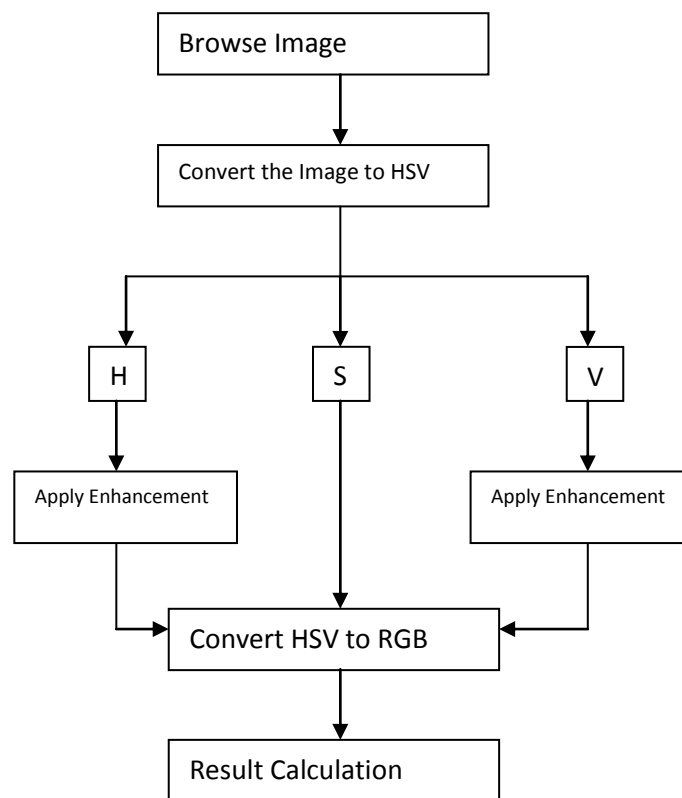 Browse Image
Convert the Image to HSV
H
S
V
Apply Enhancement
Apply Enhancement
Convert HSV to RGB
Result Calculation